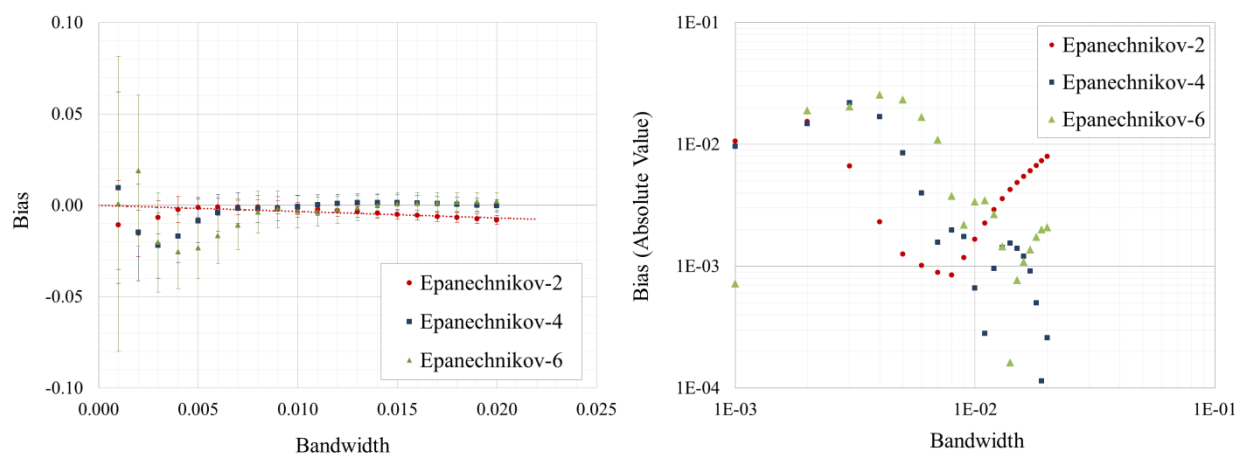 0.10
0.05
0.00
-0.05
-0.10
Bias
Epanechnikov-2
Epanechnikov-4
Epanechnikov-6
0.000
0.005
0.010
0.015
0.020
0.025
Bandwidth
1E-01
1E-02
1E-03
1E-04
Bias (Absolute Value)
Epanechnikov-2
Epanechnikov-4
Epanechnikov-6
1E-03
1E-02
1E-01
Bandwidth